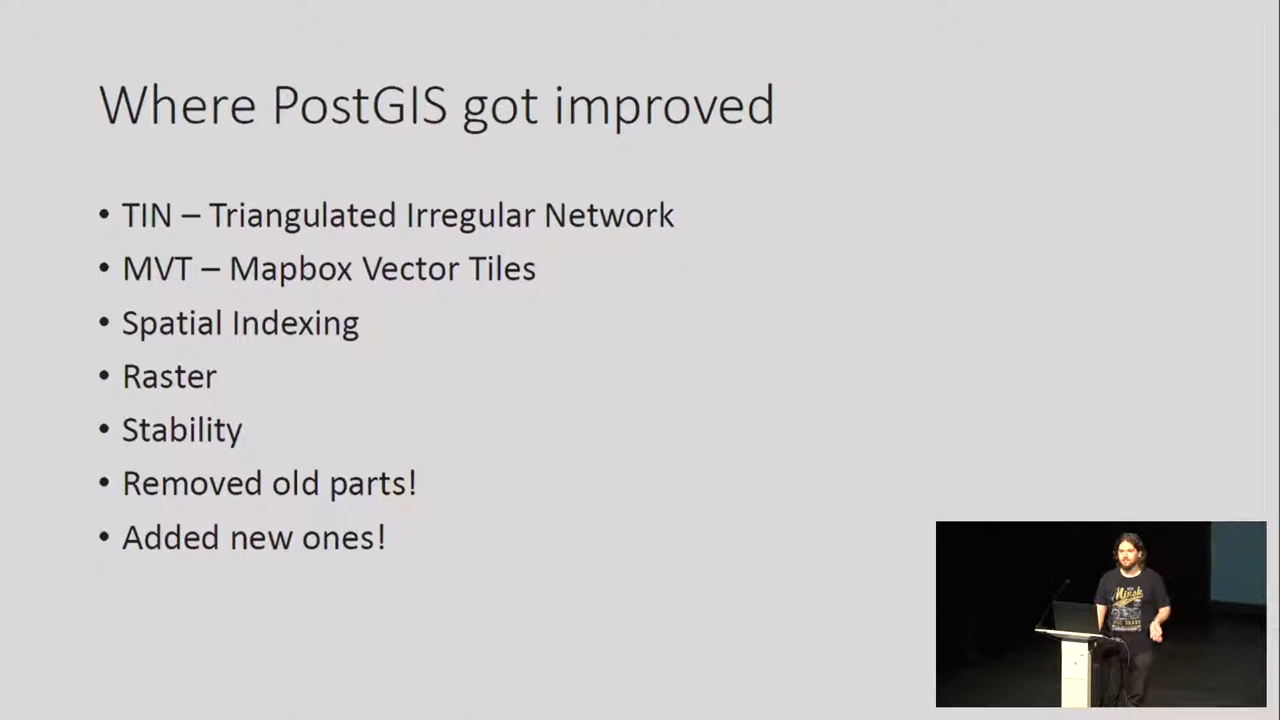 Where PostGIS got improved
• TIN – Triangulated Irregular Network
• MVT – Mapbox Vector Tiles
• Spatial Indexing
• Raster
• Stability
• Removed old parts!
• Added new ones!
Minsk